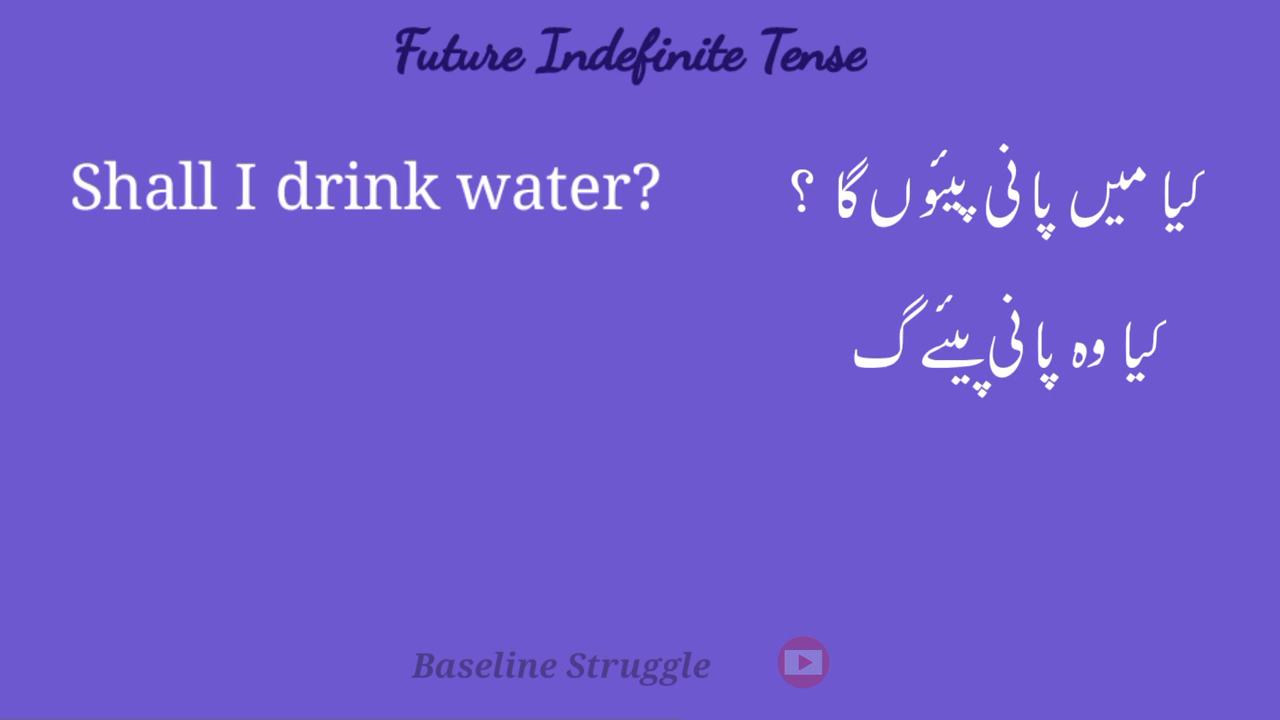 Future Indefinite Tense
Shall I drink water? کیا میں پانی پیئوں گا ؟
کیا وہ پانی پیئے گ
Baseline Struggle